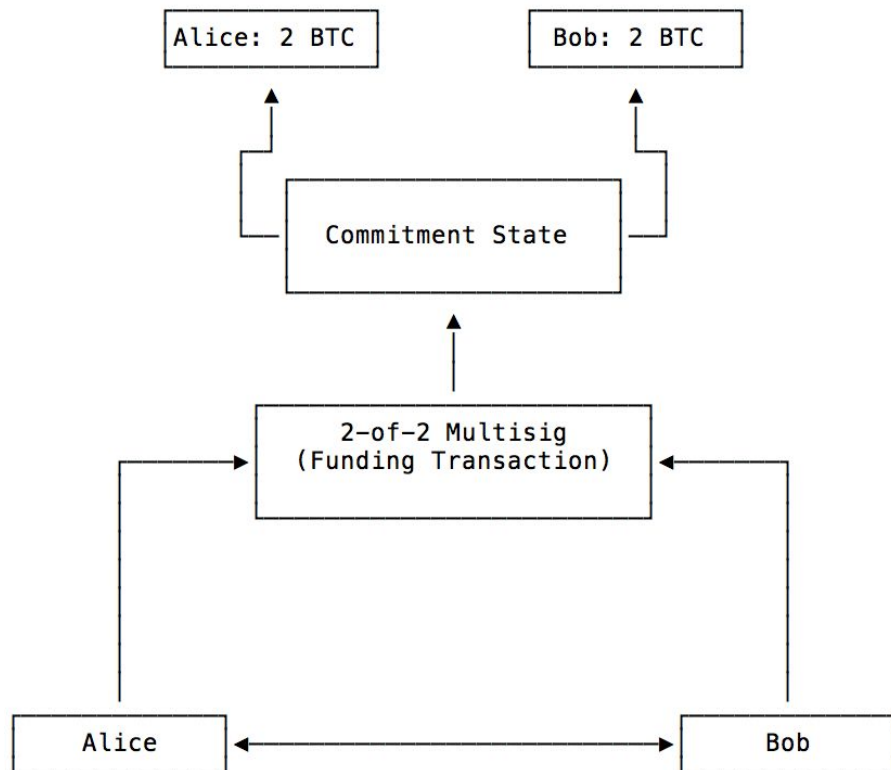 Alice: 2 BTC
Bob: 2 BTC
Commitment State
2-of-2 Multisig
(Funding Transaction)
Alice
Bob